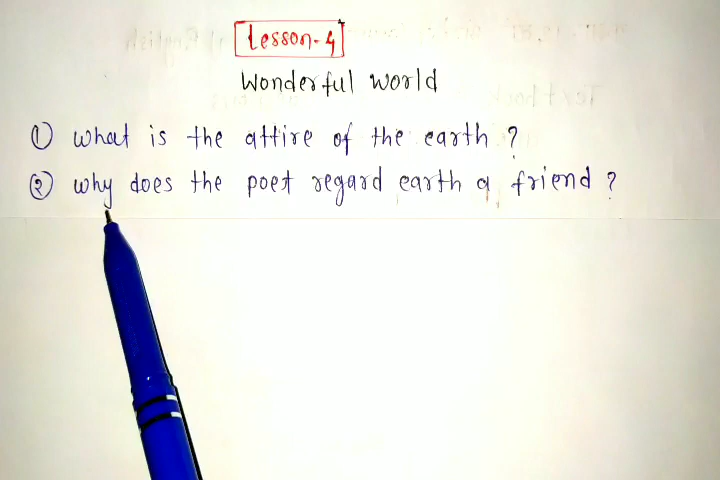 Lesson-4
Wonderful world
① what is the attire of the earth ?
② why does the poet regard earth a friend ?